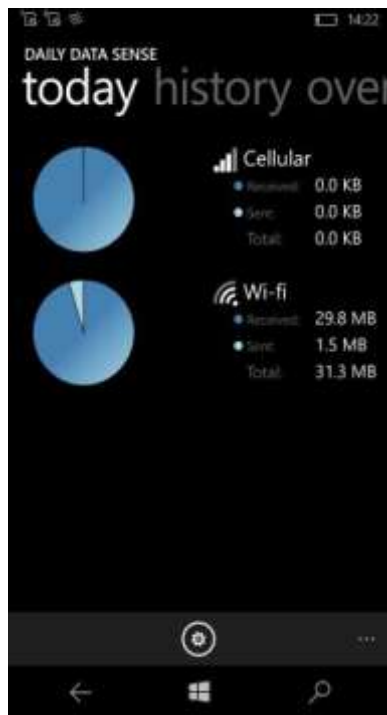 14:22
DAILY DATA SENSE
today history over
Cellular
Received: 0.0 KB
Sent: 0.0 KB
Total: 0.0 KB
Wi-fi
Received: 29.8 MB
Sent: 1.5 MB
Total: 31.3 MB